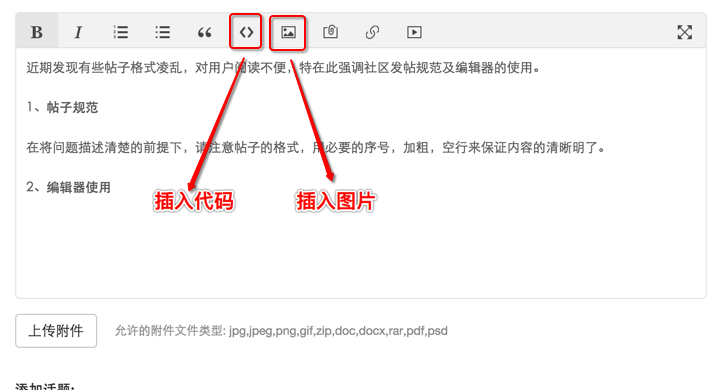 B I
近期发现有些帖子格式凌乱，对用户阅读不便，特在此强调社区发帖规范及编辑器的使用。
1、帖子规范
在将问题描述清楚的前提下，请注意帖子的格式，用必要的序号，加粗，空行来保证内容的清晰明了。
2、编辑器使用
插入代码 插入图片
上传附件 允许的附件文件类型: jpg,jpeg,png,gif,zip,doc,docx,rar,pdf,psd
添加话题: